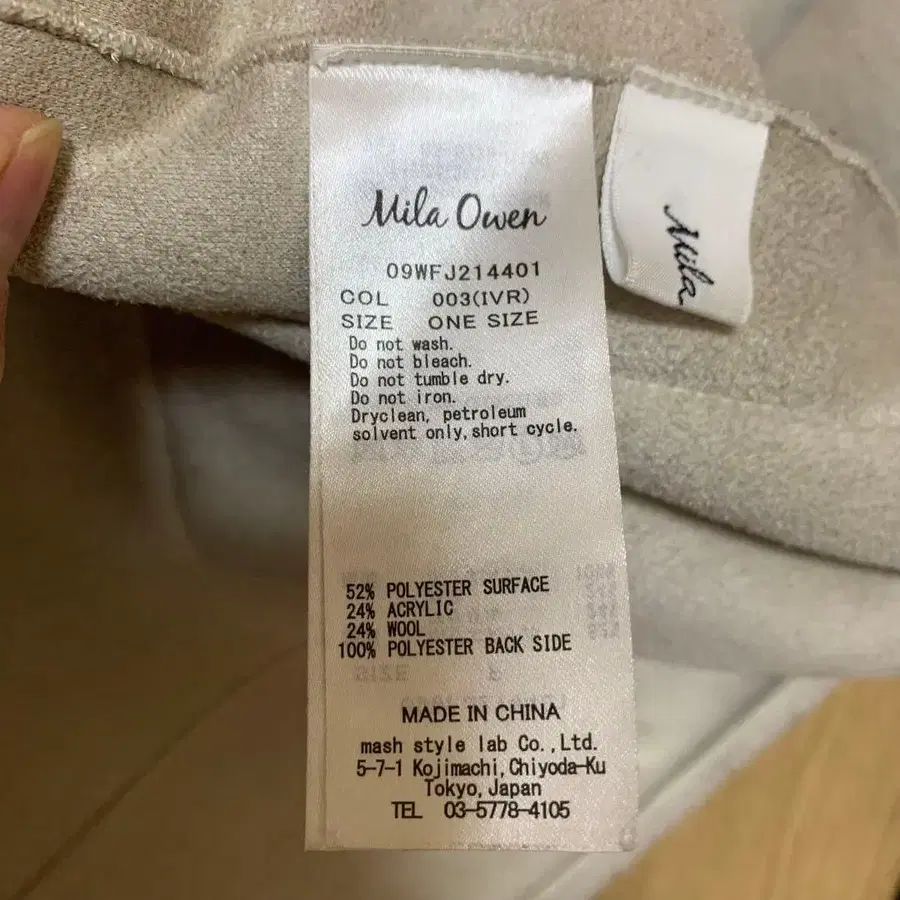 Mila Owen
09WFJ214401
COL 003(IVR)
SIZE ONE SIZE
Do not wash.
Do not bleach.
Do not tumble dry.
Do not iron.
Dryclean, petroleum
solvent only, short cycle.
52% POLYESTER SURFACE
24% ACRYLIC
24% WOOL
100% POLYESTER BACK SIDE
MADE IN CHINA
mash style lab Co.,Ltd.
5-7-1 Kojimachi,Chiyoda-Ku
Tokyo,Japan
TEL 03-5778-4105
Mila